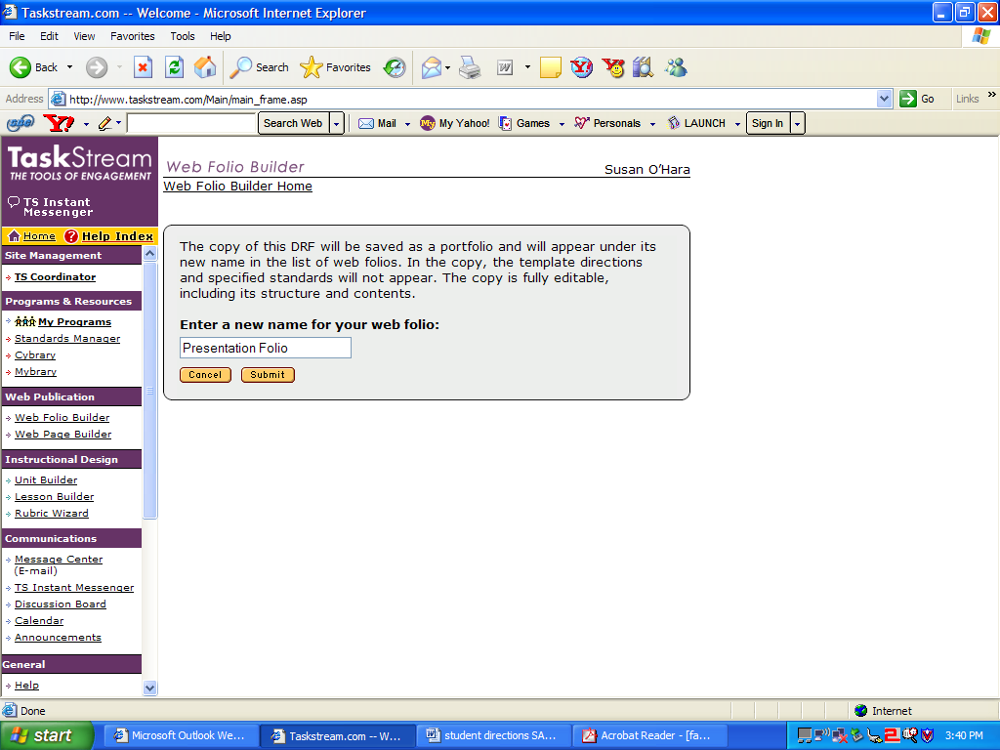 Taskstream.com -- Welcome - Microsoft Internet Explorer
File Edit View Favorites Tools Help
Back Search Favorites
Address http://www.taskstream.com/Main/main_frame.asp Go Links »
Y! Search Web Mail My Yahoo! Games Personals LAUNCH Sign In
TaskStream
THE TOOLS OF ENGAGEMENT
TS Instant
Messenger
Home Help Index
Site Management
TS Coordinator
Programs & Resources
My Programs
Standards Manager
Cybrary
Mybrary
Web Publication
Web Folio Builder
Web Page Builder
Instructional Design
Unit Builder
Lesson Builder
Rubric Wizard
Communications
Message Center
(E-mail)
TS Instant Messenger
Discussion Board
Calendar
Announcements
General
Help
Web Folio Builder Susan O'Hara
Web Folio Builder Home
The copy of this DRF will be saved as a portfolio and will appear under its
new name in the list of web folios. In the copy, the template directions
and specified standards will not appear. The copy is fully editable,
including its structure and contents.
Enter a new name for your web folio:
Presentation Folio
Cancel Submit
Done Internet
start Microsoft Outlook We... Taskstream.com -- W... student directions SA... Acrobat Reader - [fa... 3:40 PM